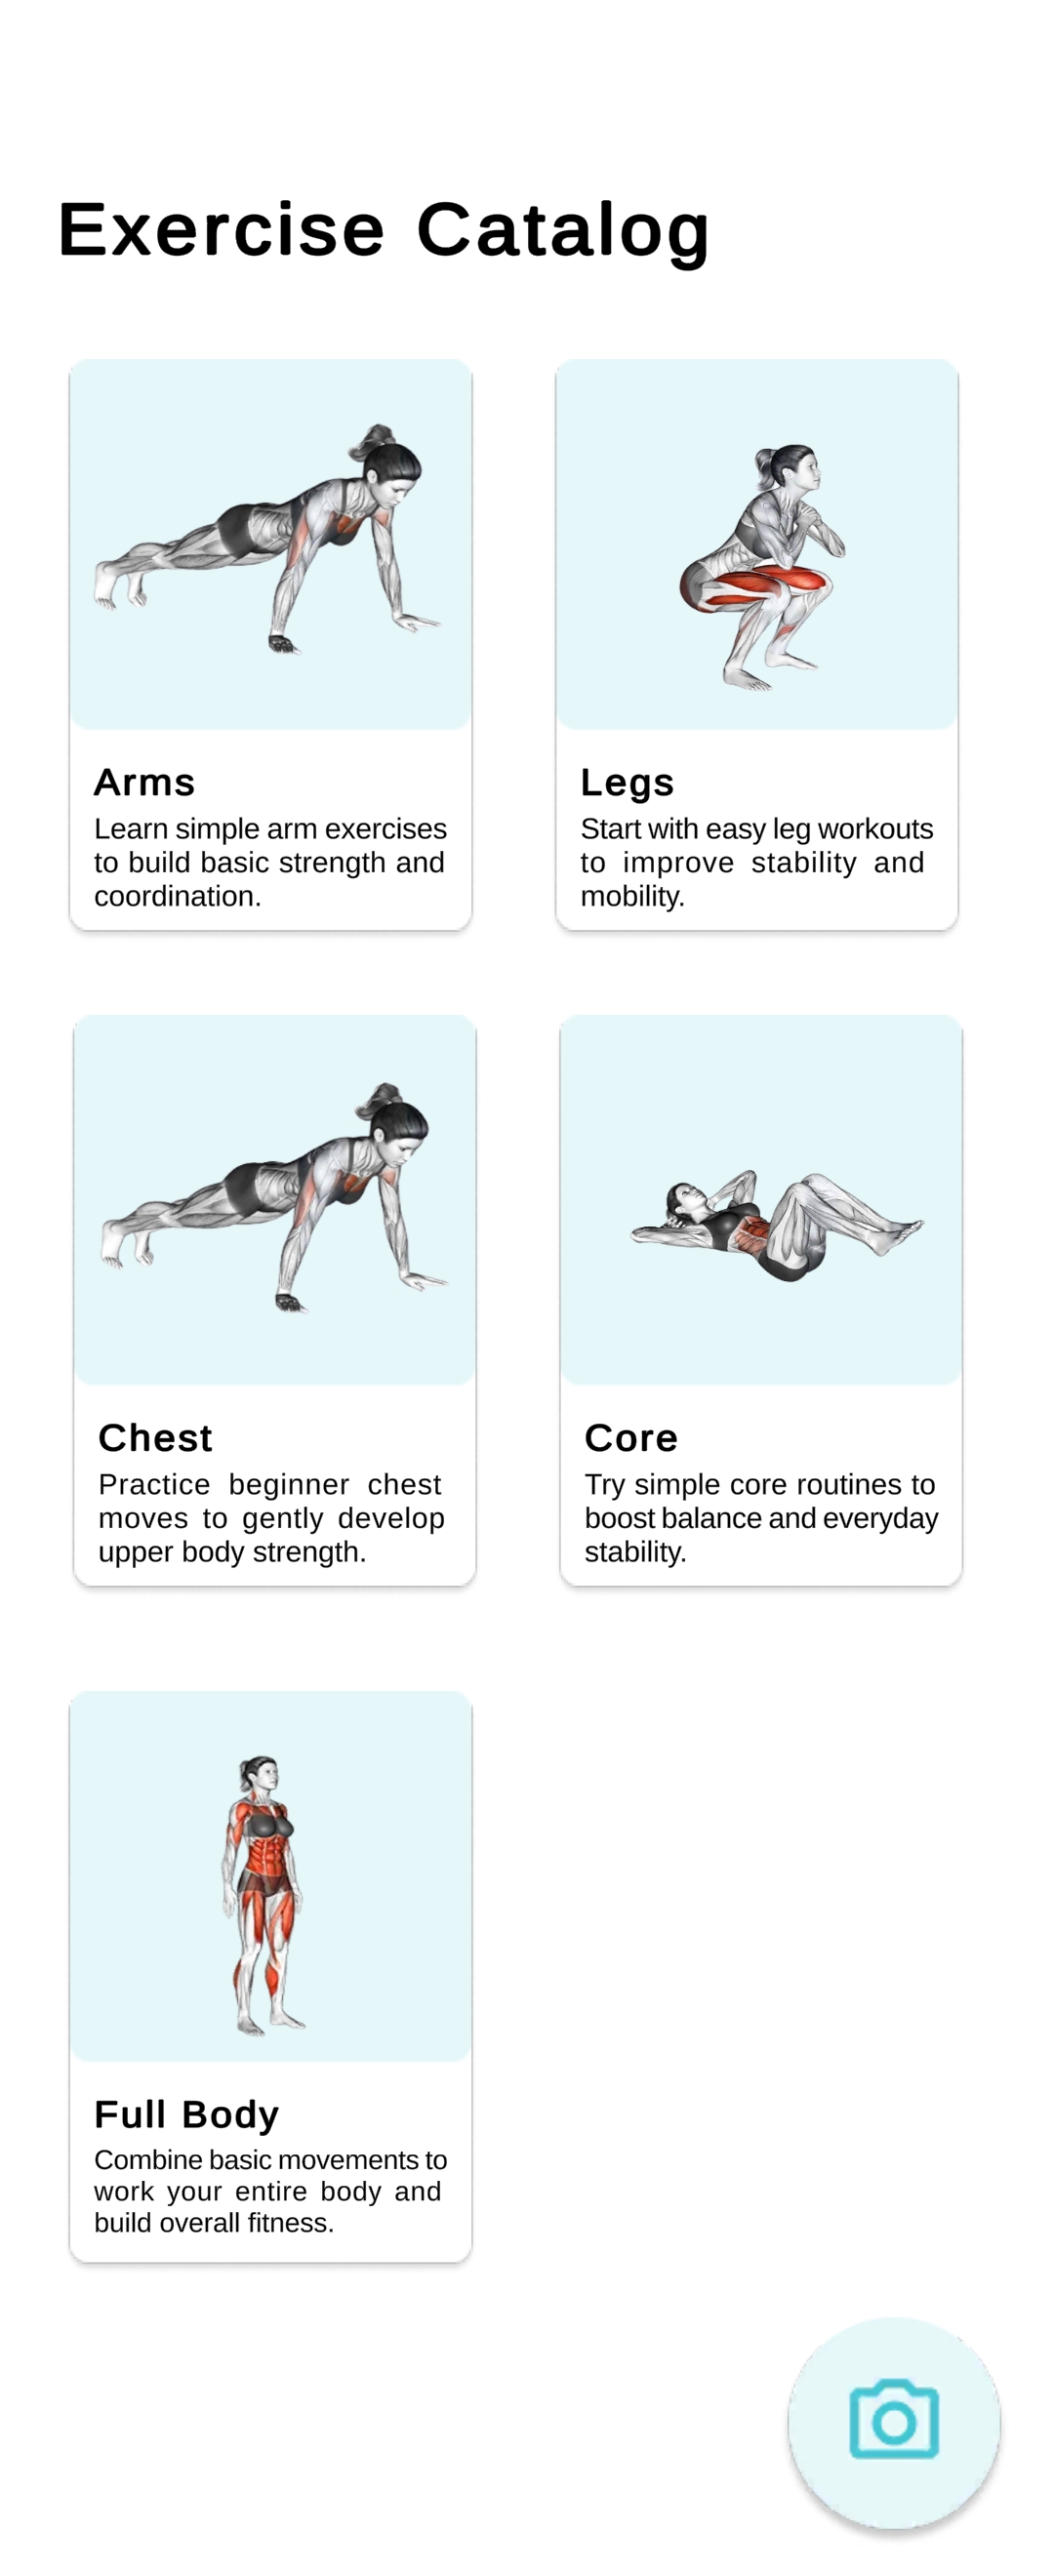 Exercise Catalog
Arms
Learn simple arm exercises
to build basic strength and
coordination.
Legs
Start with easy leg workouts
to improve stability and
mobility.
Chest
Practice beginner chest
moves to gently develop
upper body strength.
Core
Try simple core routines to
boost balance and everyday
stability.
Full Body
Combine basic movements to
work your entire body and
build overall fitness.